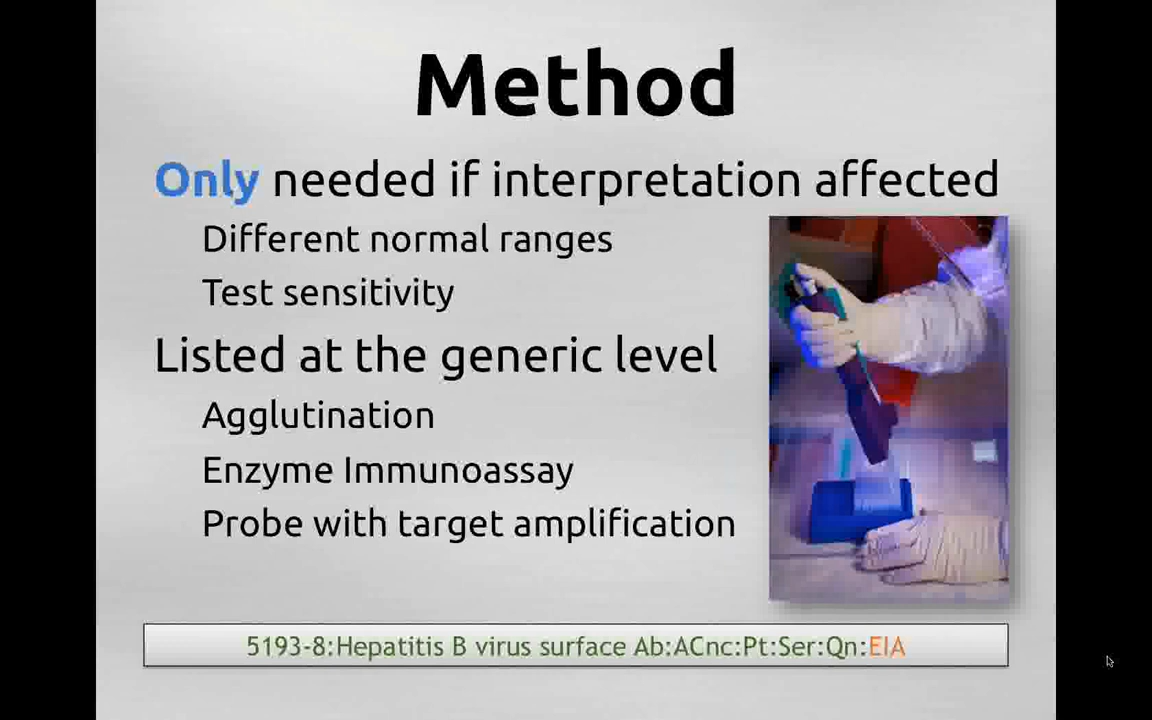 Method
Only needed if interpretation affected
Different normal ranges
Test sensitivity
Listed at the generic level
Agglutination
Enzyme Immunoassay
Probe with target amplification
5193-8:Hepatitis B virus surface Ab:ACnc:Pt:Ser:Qn:EIA